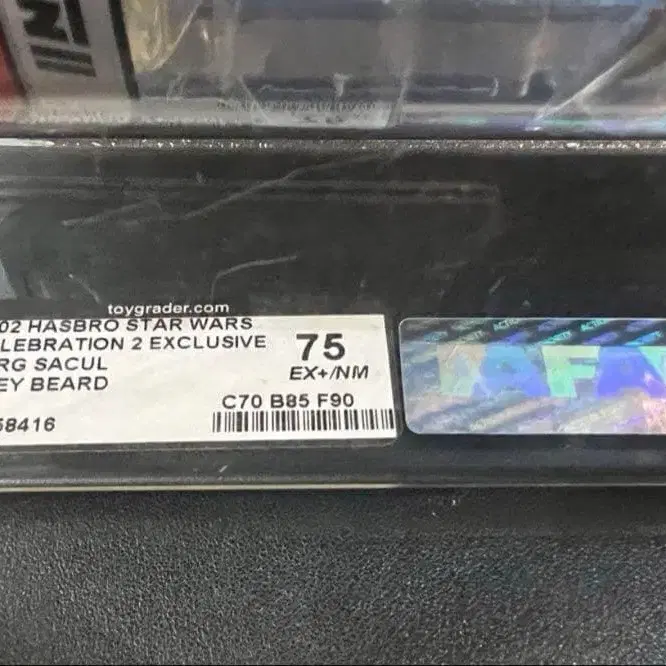 toygrader.com
02 HASBRO STAR WARS
LEBRATION 2 EXCLUSIVE
RG SACUL
EY BEARD
75
EX+/NM
C70 B85 F90
58416
AFA